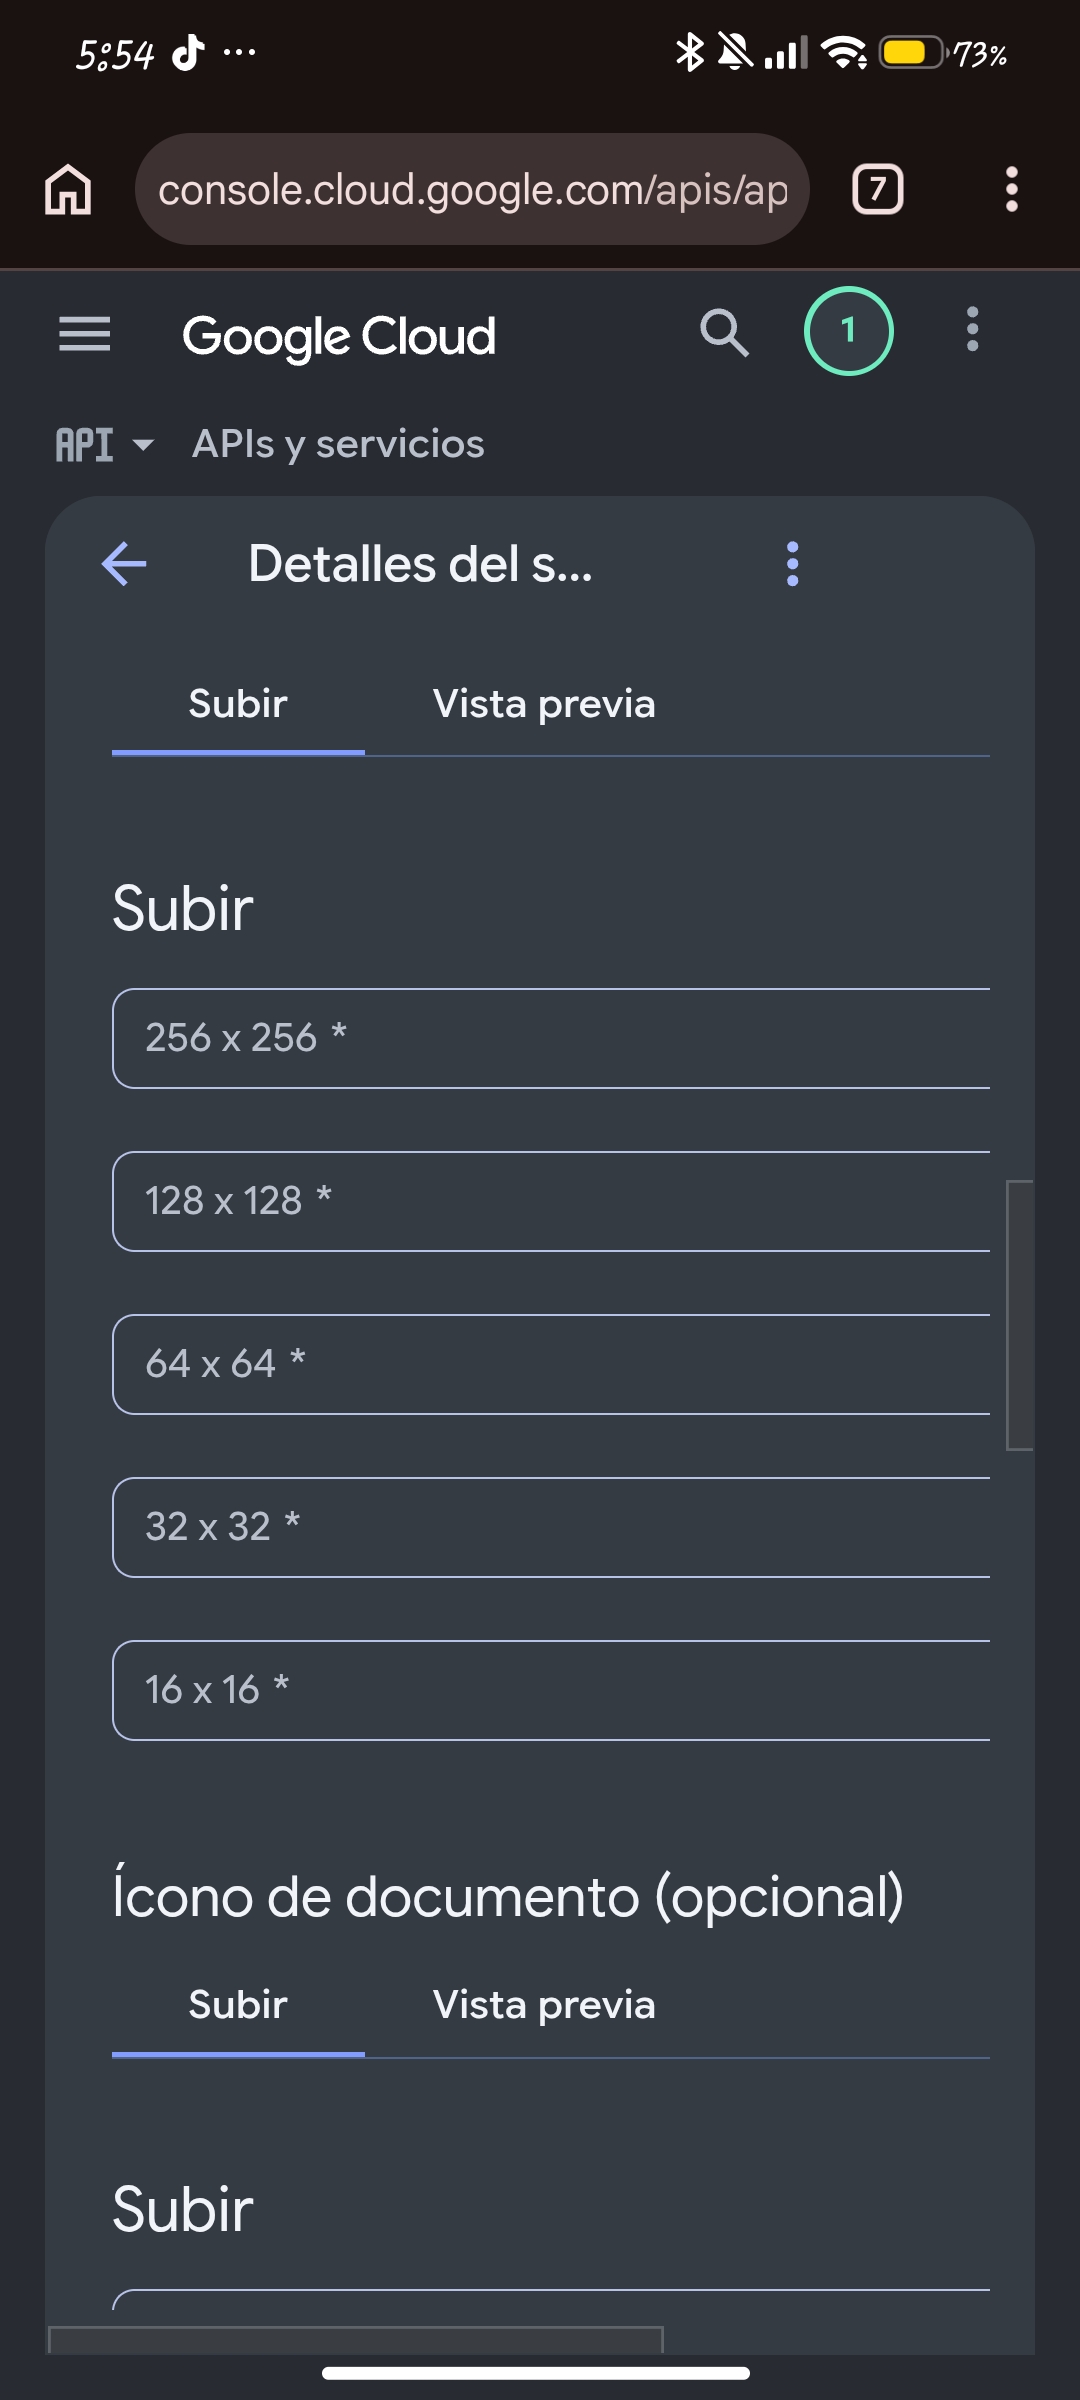 5:54
73%
console.cloud.google.com/apis/ap
7
Google Cloud
1
API
APIs y servicios
Detalles del s...
Subir
Vista previa
Subir
256 x 256 *
128 x 128 *
64 x 64 *
32 x 32 *
16 x 16 *
Ícono de documento (opcional)
Subir
Vista previa
Subir